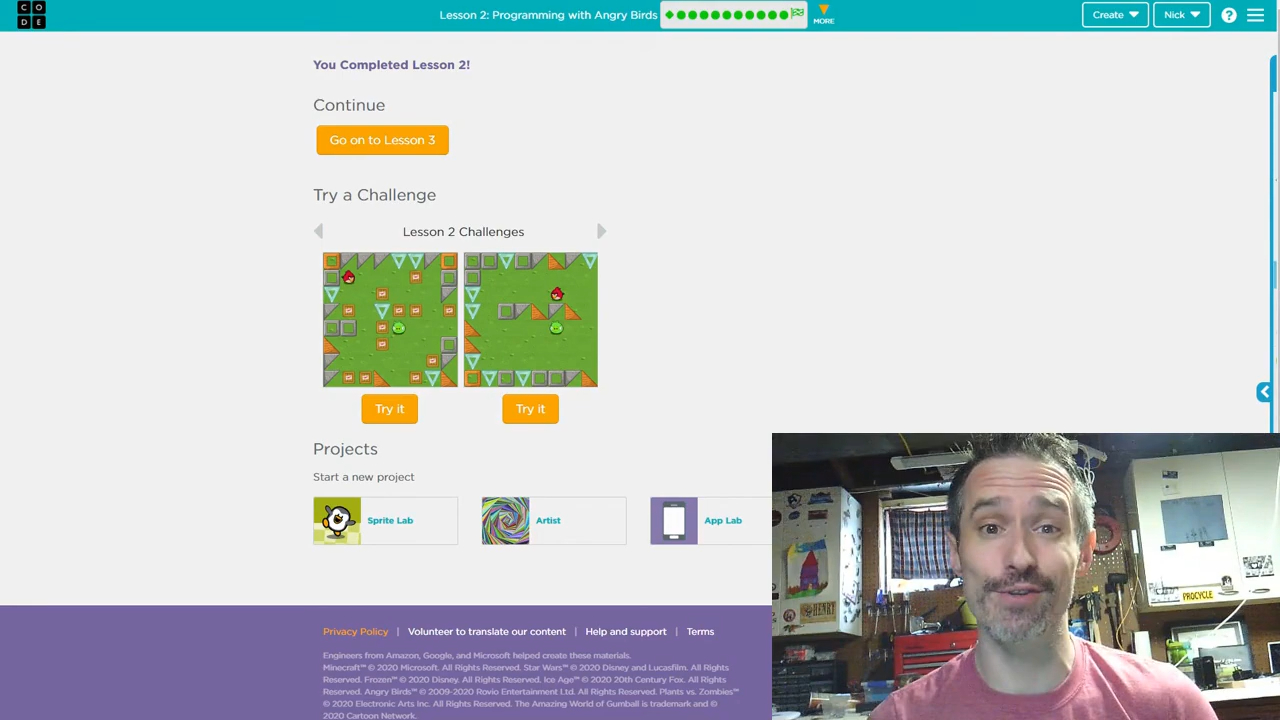 CO
DE
Lesson 2: Programming with Angry Birds
MORE
Create
Nick
?
You Completed Lesson 2!
Continue
Go on to Lesson 3
Try a Challenge
Lesson 2 Challenges
Try it
Try it
Projects
Start a new project
Sprite Lab
Artist
App Lab
Privacy Policy | Volunteer to translate our content | Help and support | Terms
Engineers from Amazon, Google, and Microsoft helped create these materials.
Minecraft™ © 2020 Microsoft. All Rights Reserved. Star Wars™ © 2020 Disney and Lucasfilm. All Rights
Reserved. Frozen™ © 2020 Disney. All Rights Reserved. Ice Age™ © 2020 20th Century Fox. All Rights
Reserved. Angry Birds™ © 2009-2020 Rovio Entertainment Ltd. All Rights Reserved. Plants vs. Zombies™
© 2020 Electronic Arts Inc. All Rights Reserved. The Amazing World of Gumball is trademark and ©
2020 Cartoon Network.
HENRY
PROCYCLE